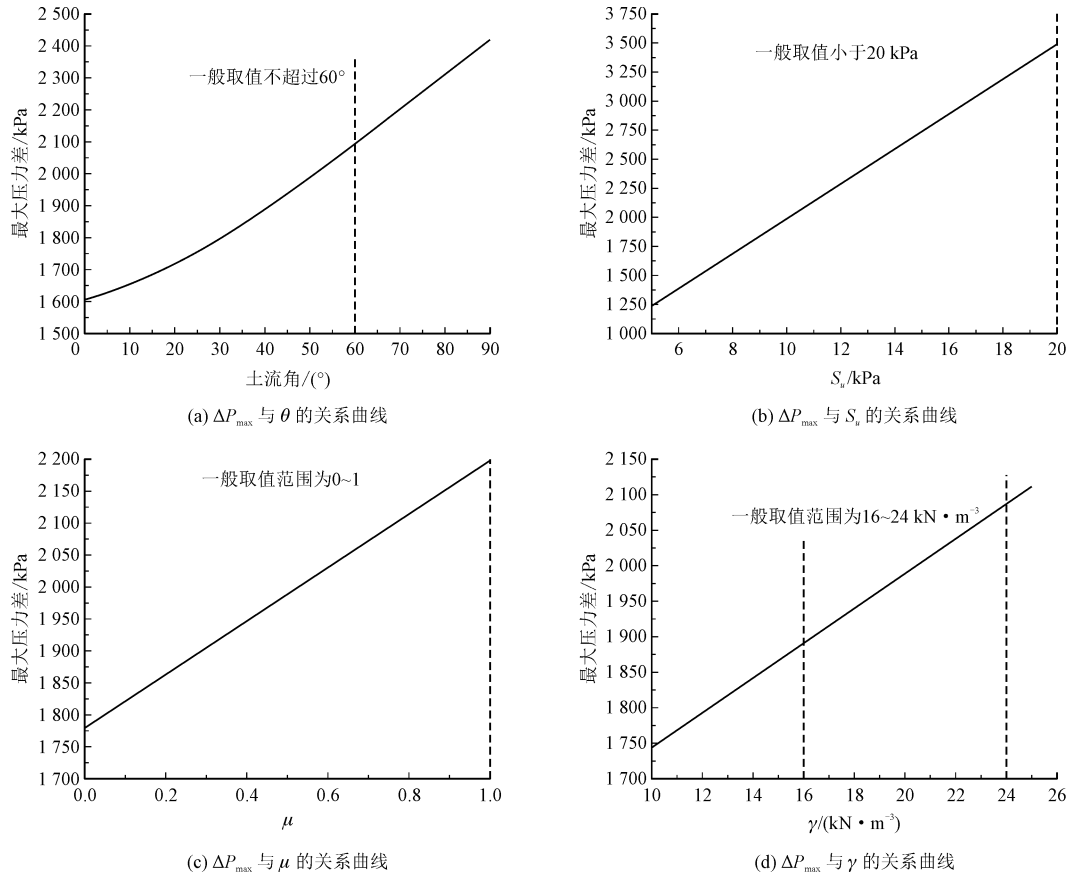 2 500
2 400
2 300
2 200
2 100
2 000
1 900
1 800
1 700
1 600
1 500
最大压力差/kPa
一般取值不超过60°
0 10 20 30 40 50 60 70 80 90
土流角/(°)
(a) ΔPmax 与 θ 的关系曲线
3 750
3 500
3 250
3 000
2 750
2 500
2 250
2 000
1 750
1 500
1 250
1 000
最大压力差/kPa
一般取值小于20 kPa
6 8 10 12 14 16 18 20
Su/kPa
(b) ΔPmax 与 Su 的关系曲线
2 200
2 150
2 100
2 050
2 000
1 950
1 900
1 850
1 800
1 750
1 700
最大压力差/kPa
一般取值范围为0~1
0.0 0.2 0.4 0.6 0.8 1.0
μ
(c) ΔPmax 与 μ 的关系曲线
2 150
2 100
2 050
2 000
1 950
1 900
1 850
1 800
1 750
1 700
最大压力差/kPa
一般取值范围为16~24 kN·m⁻³
10 12 14 16 18 20 22 24 26
γ/(kN·m⁻³)
(d) ΔPmax 与 γ 的关系曲线